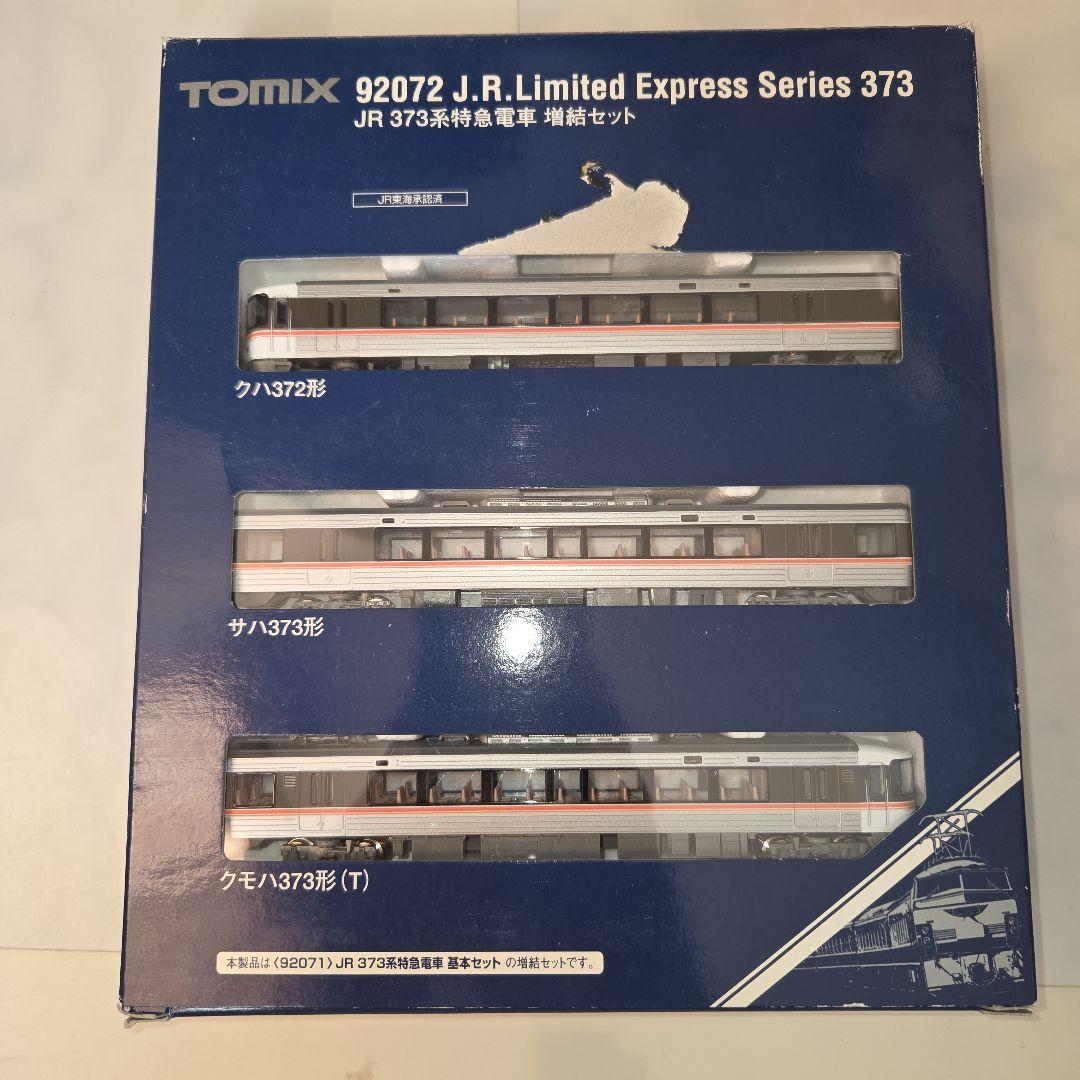 TOMIX 92072 J.R.Limited Express Series 373
JR 373系特急電車 増結セット
JR東海承認済
クハ372形
サハ373形
クモハ373形(T)
本製品は〈92071〉JR 373系特急電車 基本セット の増結セットです。